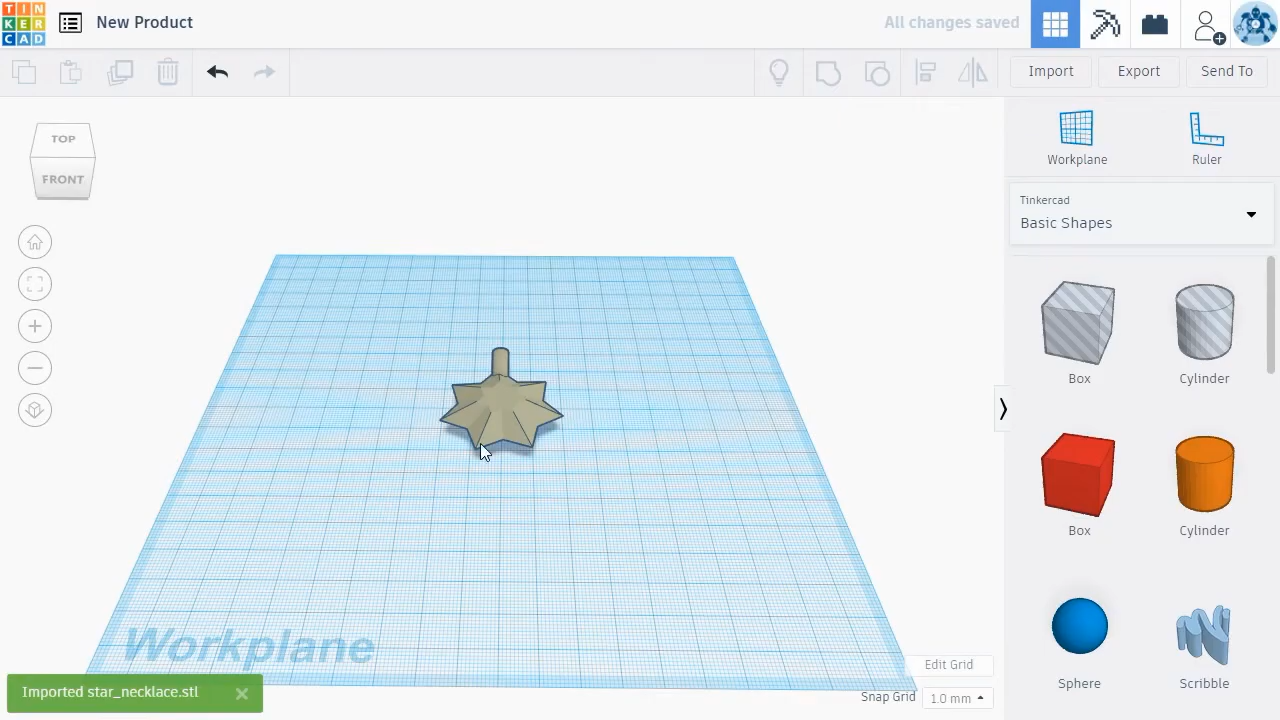 TIN
KER
CAD
New Product
All changes saved
Import
Export
Send To
TOP
FRONT
Workplane
Ruler
Tinkercad
Basic Shapes
Box
Cylinder
Box
Cylinder
Sphere
Scribble
Workplane
Edit Grid
Snap Grid
1.0 mm
Imported star_necklace.stl